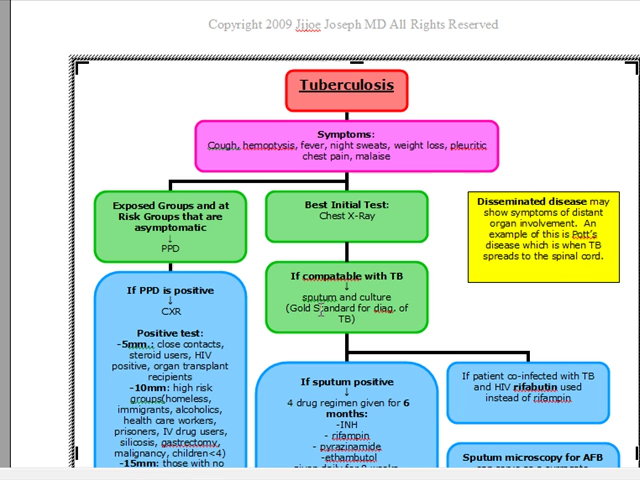 Copyright 2009 Jijoe Joseph MD All Rights Reserved
Tuberculosis
Symptoms:
Cough, hemoptysis, fever, night sweats, weight loss, pleuritic
chest pain, malaise
Exposed Groups and at
Risk Groups that are
asymptomatic
↓
PPD
Best Initial Test:
Chest X-Ray
Disseminated disease may
show symptoms of distant
organ involvement. An
example of this is Pott's
disease which is when TB
spreads to the spinal cord.
If compatable with TB
↓
sputum and culture
(Gold Standard for diag. of
TB)
If PPD is positive
↓
CXR
Positive test:
-5mm.: close contacts,
steroid users, HIV
positive, organ transplant
recipients
-10mm: high risk
groups(homeless,
immigrants, alcoholics,
health care workers,
prisoners, IV drug users,
silicosis, gastrectomy,
malignancy, children<4)
-15mm: those with no
If sputum positive
↓
4 drug regimen given for 6
months:
-INH
- rifampin
- pyrazinamide
-ethambutol
If patient co-infected with TB
and HIV rifabutin used
instead of rifampin
Sputum microscopy for AFB